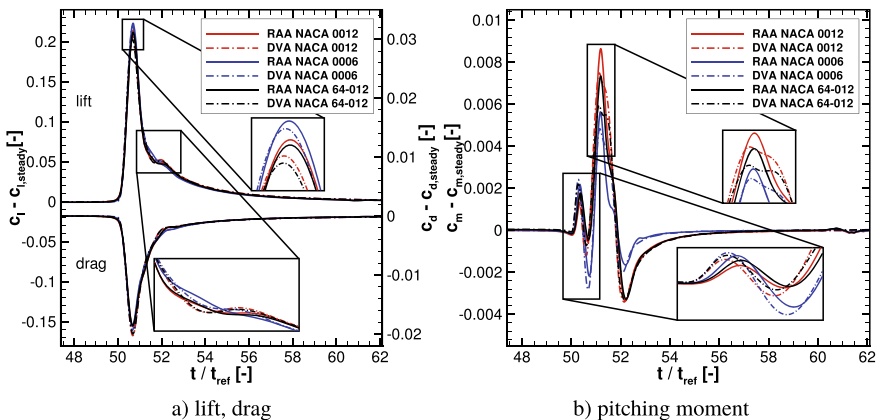 RAA NACA 0012
DVA NACA 0012
RAA NACA 0006
DVA NACA 0006
RAA NACA 64-012
DVA NACA 64-012
lift
drag
c_l - c_l,steady [-]
0.2
0.15
0.1
0.05
0
-0.05
-0.1
-0.15
c_d - c_d,steady [-]
0.03
0.02
0.01
0
-0.01
-0.02
48 50 52 54 56 58 60 62
t / t_ref [-]
a) lift, drag
RAA NACA 0012
DVA NACA 0012
RAA NACA 0006
DVA NACA 0006
RAA NACA 64-012
DVA NACA 64-012
c_m - c_m,steady [-]
0.01
0.008
0.006
0.004
0.002
0
-0.002
-0.004
48 50 52 54 56 58 60 62
t / t_ref [-]
b) pitching moment